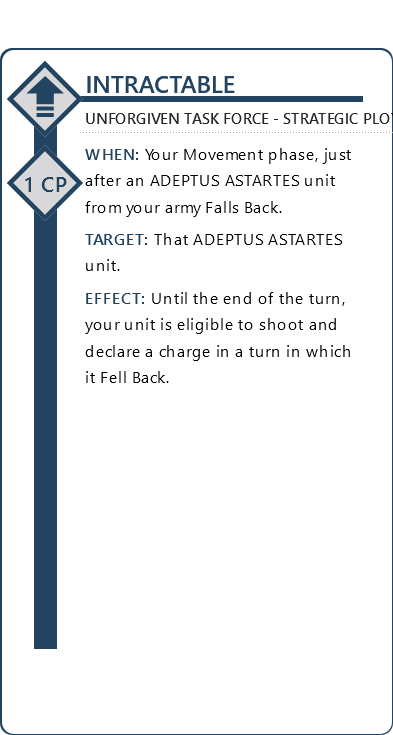 INTRACTABLE
UNFORGIVEN TASK FORCE - STRATEGIC PLO
WHEN: Your Movement phase, just
1 CP
after an ADEPTUS ASTARTES unit
from your army Falls Back.
TARGET: That ADEPTUS ASTARTES
unit.
EFFECT: Until the end of the turn,
your unit is eligible to shoot and
declare a charge in a turn in which
it Fell Back.